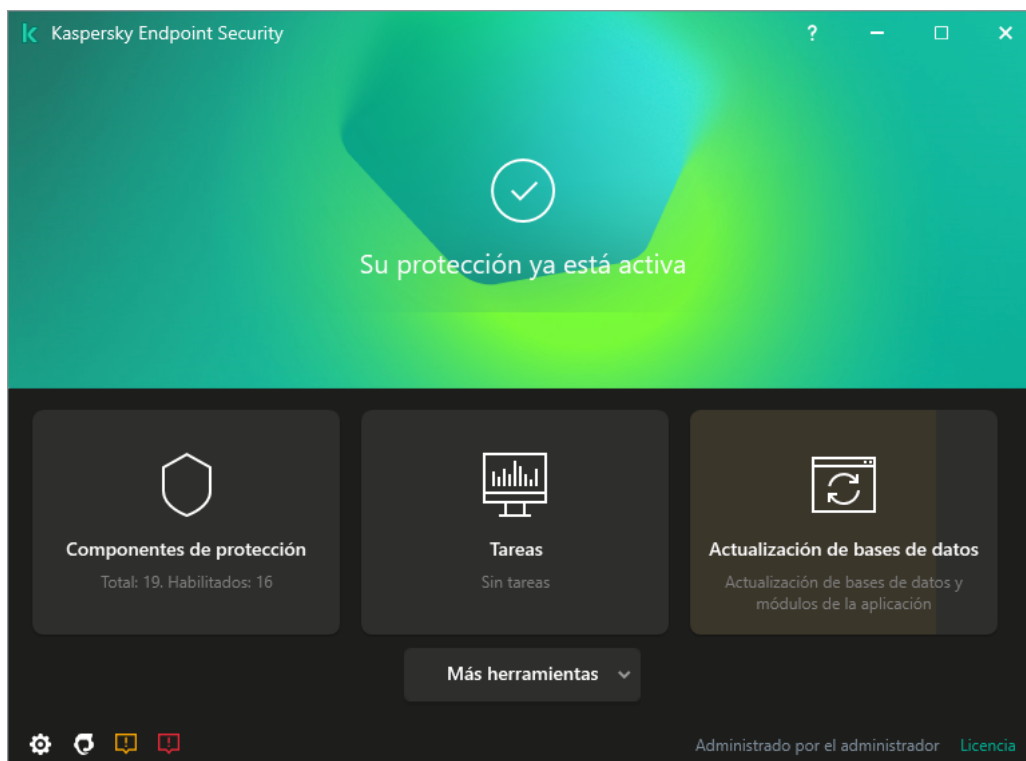 Kaspersky Endpoint Security
?
Su protección ya está activa
Componentes de protección
Total: 19. Habilitados: 16
Tareas
Sin tareas
Actualización de bases de datos
Actualización de bases de datos y
módulos de la aplicación
Más herramientas
Administrado por el administrador Licencia